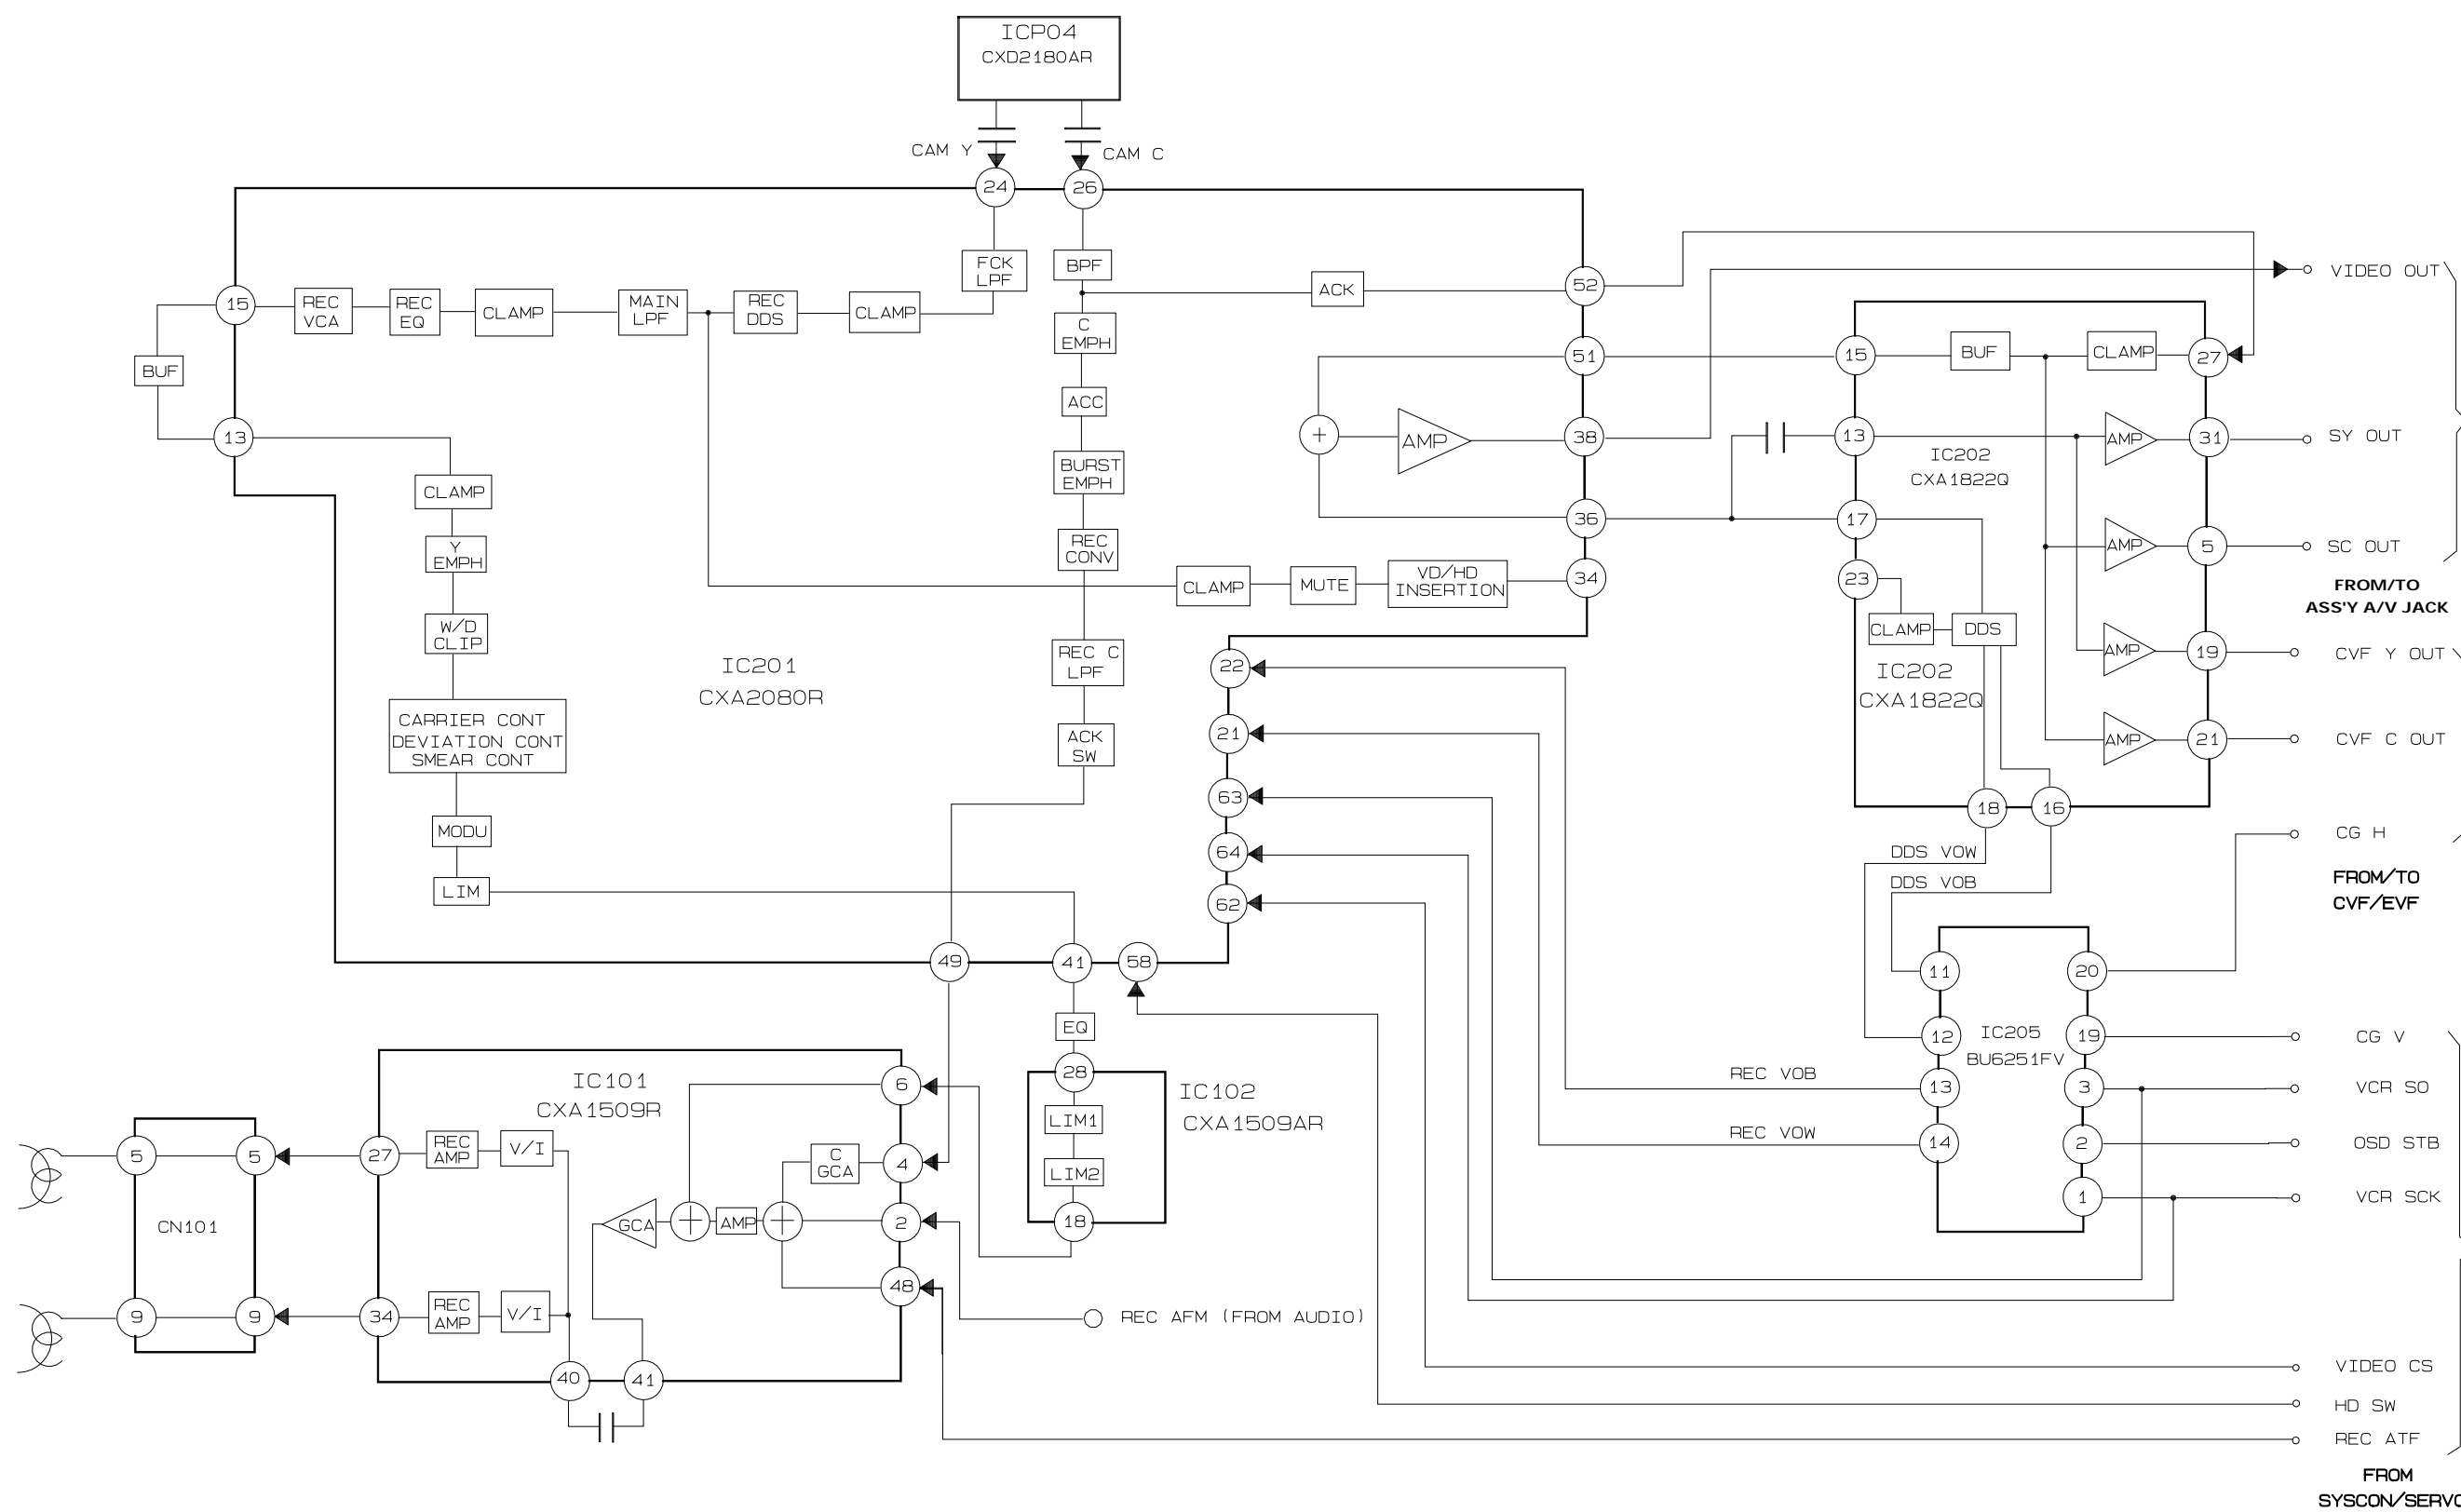 ICP04
CXD2180AR
CAM Y
CAM C
24
26
FCK
LPF
BPF
15
REC
VCA
REC
EQ
CLAMP
MAIN
LPF
REC
DDS
CLAMP
ACK
52
VIDEO OUT
C
EMPH
BUF
51
15
BUF
CLAMP
27
ACC
13
+
AMP
38
13
IC202
CXA1822Q
AMP
31
SY OUT
CLAMP
BURST
EMPH
36
17
Y
EMPH
REC
CONV
AMP
5
SC OUT
CLAMP
MUTE
VD/HD
INSERTION
34
23
FROM/TO
ASS'Y A/V JACK
W/D
CLIP
CLAMP
DDS
IC201
CXA2080R
REC C
LPF
22
IC202
CXA1822Q
AMP
19
CVF Y OUT
CARRIER CONT
DEVIATION CONT
SMEAR CONT
ACK
SW
21
AMP
21
CVF C OUT
63
18
16
MODU
64
DDS VOW
CG H
LIM
62
DDS VOB
FROM/TO
CVF/EVF
49
41
58
11
20
EQ
12
IC205
BU6251FV
19
CG V
IC101
CXA1509R
6
28
IC102
CXA1509AR
REC VOB
13
3
VCR SO
LIM1
5
5
27
REC
AMP
V/I
C
GCA
4
LIM2
REC VOW
14
2
OSD STB
CN101
GCA
+
AMP
+
2
18
1
VCR SCK
9
9
34
REC
AMP
V/I
48
REC AFM (FROM AUDIO)
40
41
VIDEO CS
HD SW
REC ATF
FROM
SYSCON/SERVO